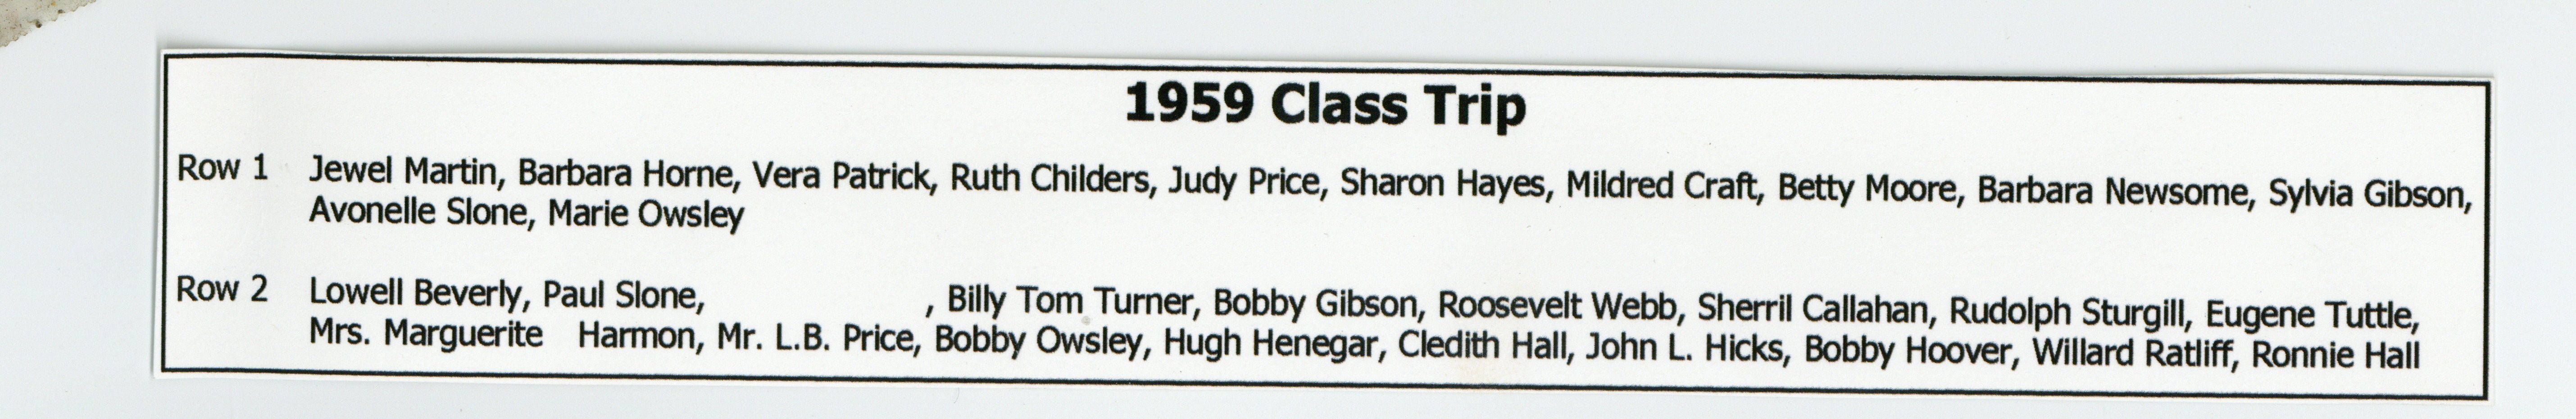 1959 Class Trip
Row 1 Jewel Martin, Barbara Horne, Vera Patrick, Ruth Childers, Judy Price, Sharon Hayes, Mildred Craft, Betty Moore, Barbara Newsome, Sylvia Gibson,
Avonelle Slone, Marie Owsley
Row 2 Lowell Beverly, Paul Slone, , Billy Tom Turner, Bobby Gibson, Roosevelt Webb, Sherril Callahan, Rudolph Sturgill, Eugene Tuttle,
Mrs. Marguerite Harmon, Mr. L.B. Price, Bobby Owsley, Hugh Henegar, Cledith Hall, John L. Hicks, Bobby Hoover, Willard Ratliff, Ronnie Hall